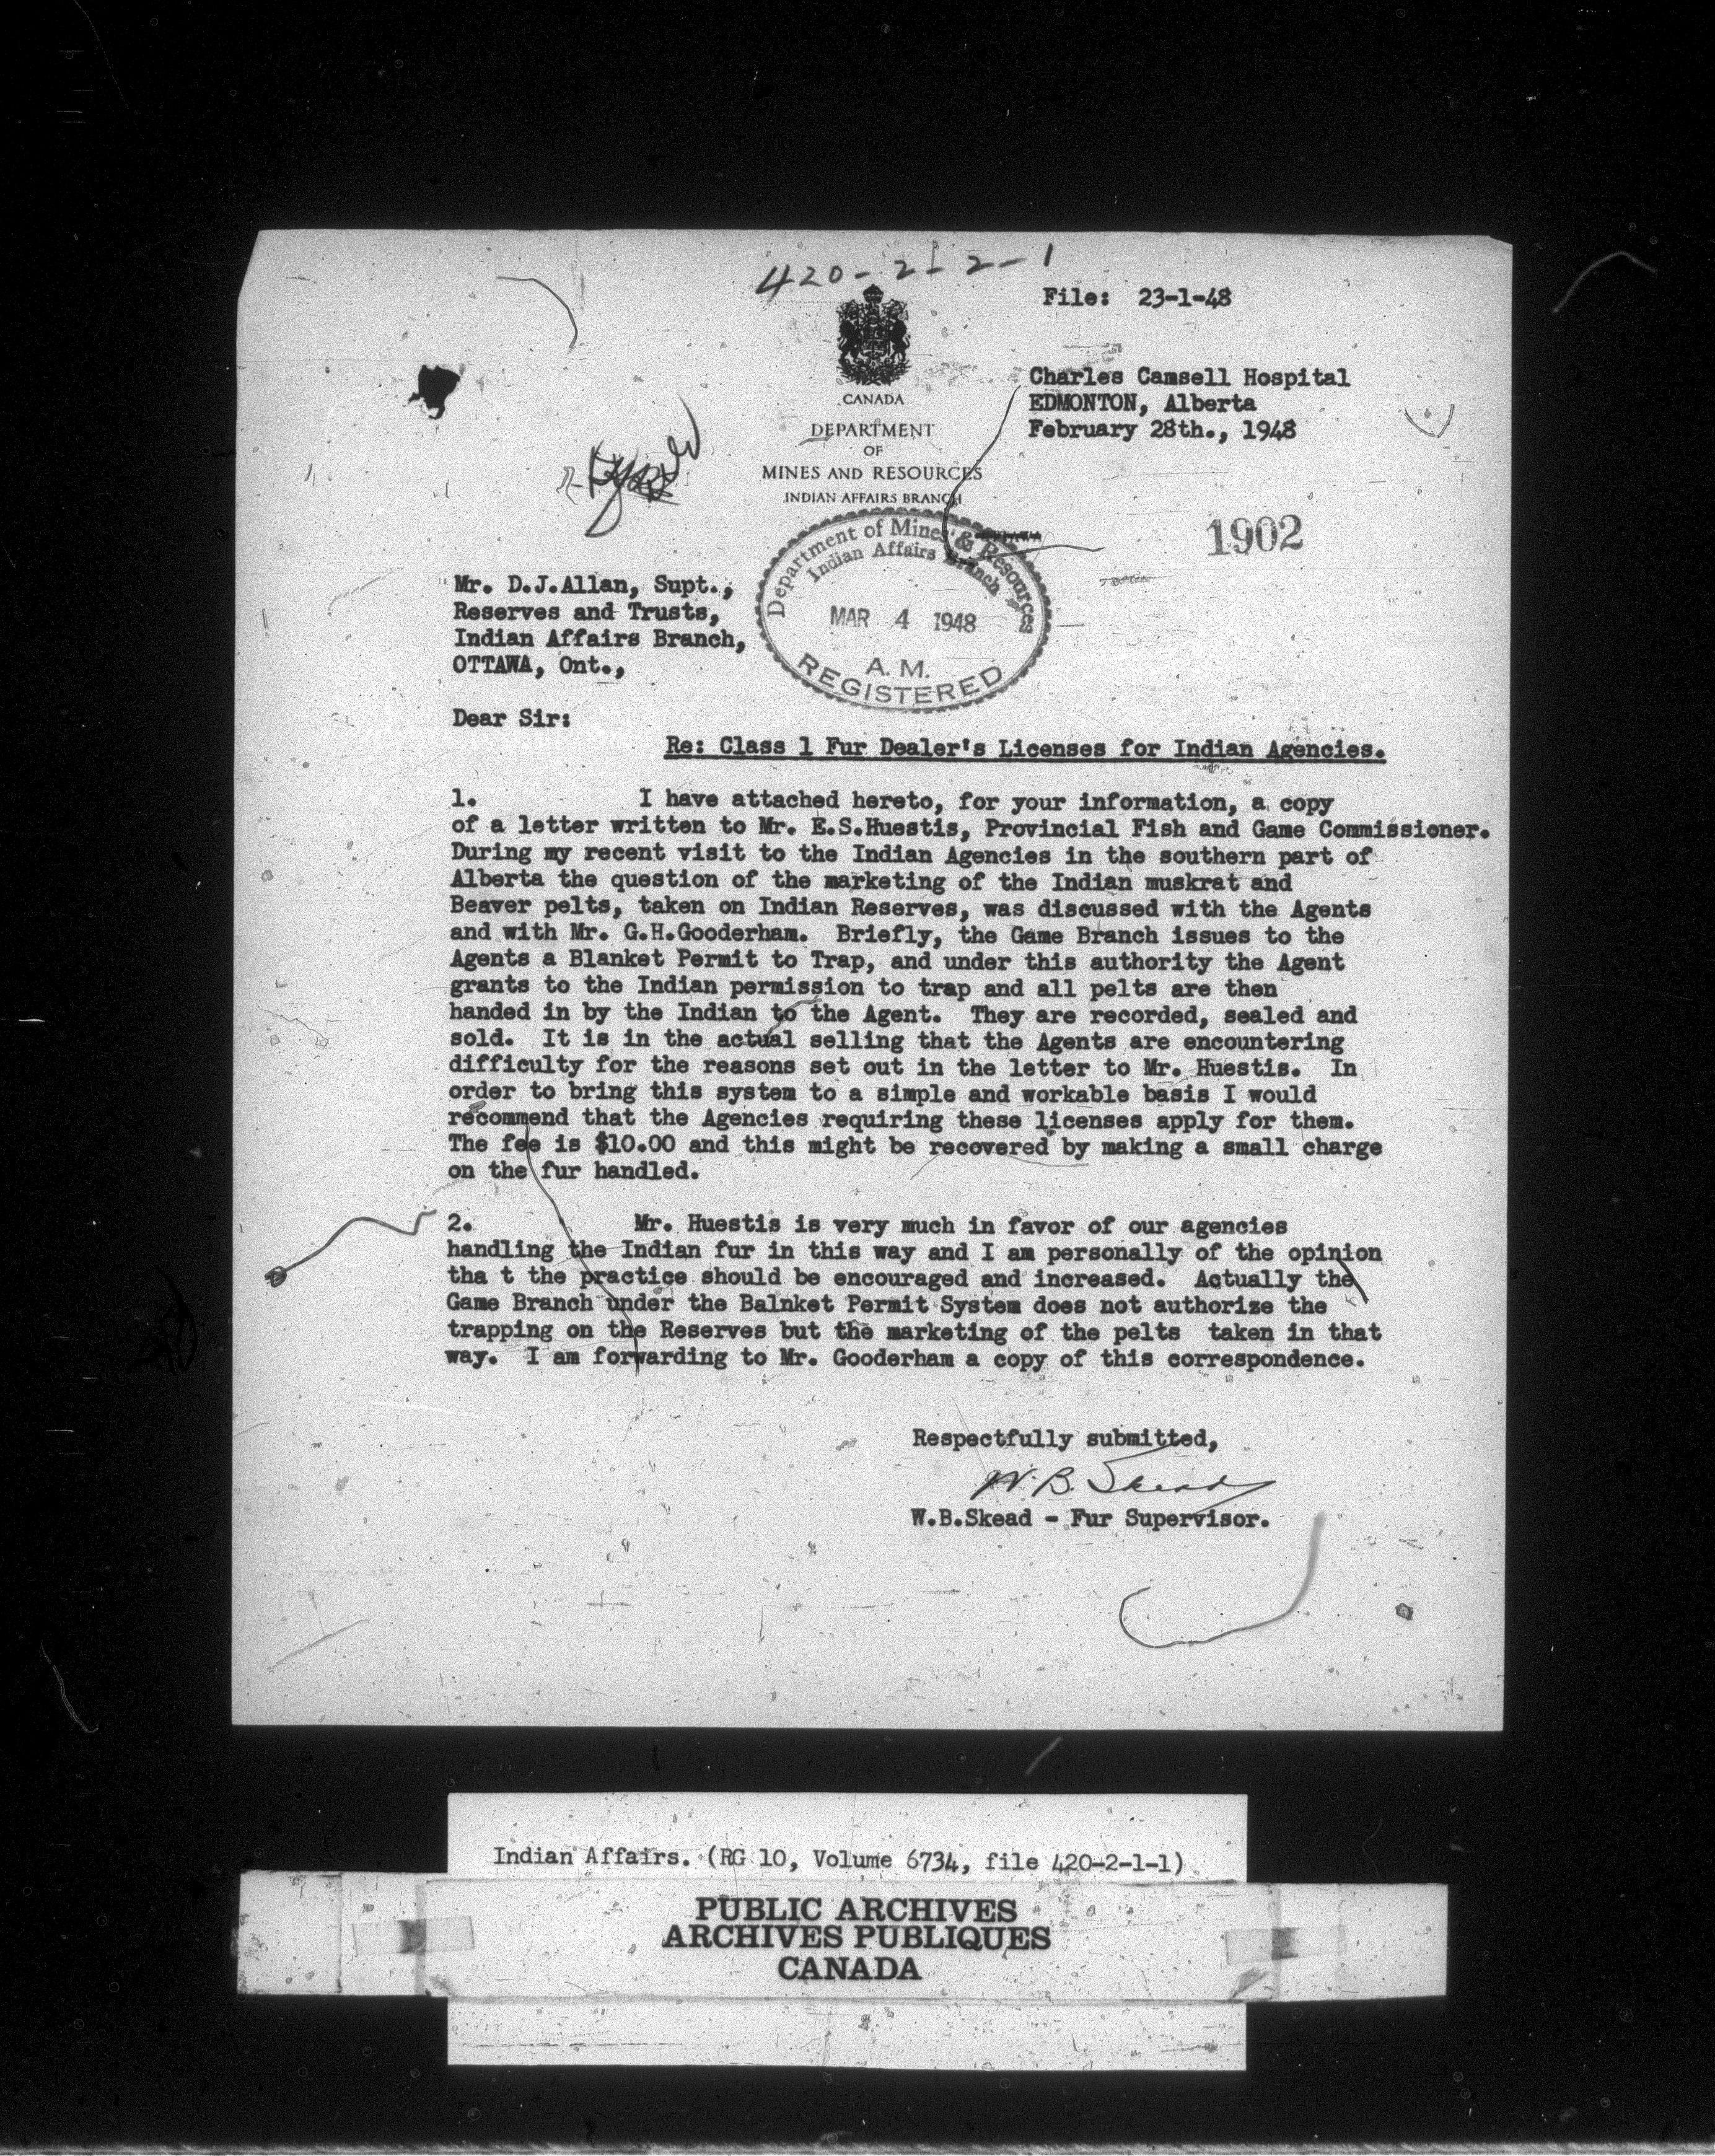 420-2-2-1
File: 23-1-48
Charles Camsell Hospital
EDMONTON, Alberta
February 28th., 1948
CANADA
DEPARTMENT
OF
MINES AND RESOURCES
INDIAN AFFAIRS BRANCH
1902
Department of Mines & Resources
Indian Affairs Branch
MAR 4 1948
A. M.
REGISTERED
Mr. D.J.Allan, Supt.,
Reserves and Trusts,
Indian Affairs Branch,
OTTAWA, Ont.,
Dear Sir:
Re: Class 1 Fur Dealer's Licenses for Indian Agencies.
1. I have attached hereto, for your information, a copy
of a letter written to Mr. E.S.Huestis, Provincial Fish and Game Commissioner.
During my recent visit to the Indian Agencies in the southern part of
Alberta the question of the marketing of the Indian muskrat and
Beaver pelts, taken on Indian Reserves, was discussed with the Agents
and with Mr. G.H.Gooderham. Briefly, the Game Branch issues to the
Agents a Blanket Permit to Trap, and under this authority the Agent
grants to the Indian permission to trap and all pelts are then
handed in by the Indian to the Agent. They are recorded, sealed and
sold. It is in the actual selling that the Agents are encountering
difficulty for the reasons set out in the letter to Mr. Huestis. In
order to bring this system to a simple and workable basis I would
recommend that the Agencies requiring these licenses apply for them.
The fee is $10.00 and this might be recovered by making a small charge
on the fur handled.
2. Mr. Huestis is very much in favor of our agencies
handling the Indian fur in this way and I am personally of the opinion
tha t the practice should be encouraged and increased. Actually the
Game Branch under the Balnket Permit System does not authorize the
trapping on the Reserves but the marketing of the pelts taken in that
way. I am forwarding to Mr. Gooderham a copy of this correspondence.
Respectfully submitted,
W.B. Skead
W.B.Skead - Fur Supervisor.
Indian Affairs. (RG 10, Volume 6734, file 420-2-1-1)
PUBLIC ARCHIVES
ARCHIVES PUBLIQUES
CANADA